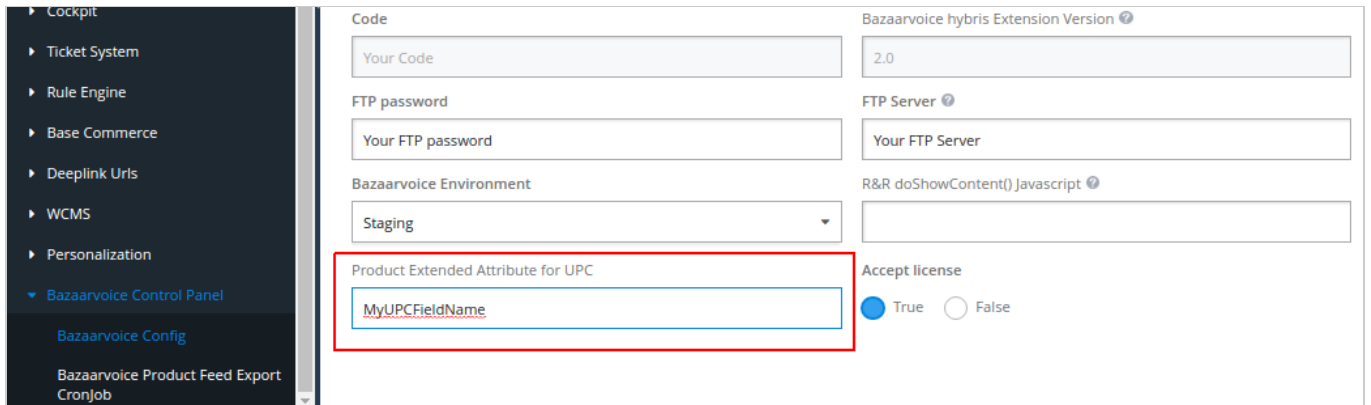 Cockpit
Ticket System
Rule Engine
Base Commerce
Deeplink Urls
WCMS
Personalization
Bazaarvoice Control Panel
Bazaarvoice Config
Bazaarvoice Product Feed Export
CronJob
Code
Your Code
Bazaarvoice hybris Extension Version
2.0
FTP password
Your FTP password
FTP Server
Your FTP Server
Bazaarvoice Environment
Staging
R&R doShowContent() Javascript
Product Extended Attribute for UPC
MyUPCFieldName
Accept license
True
False